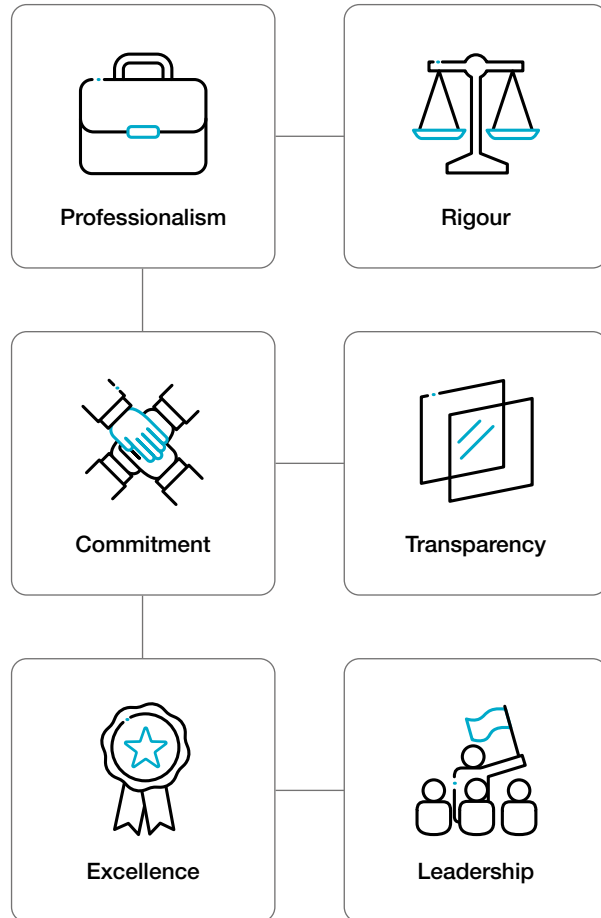 Professionalism
Rigour
Commitment
Transparency
Excellence
Leadership